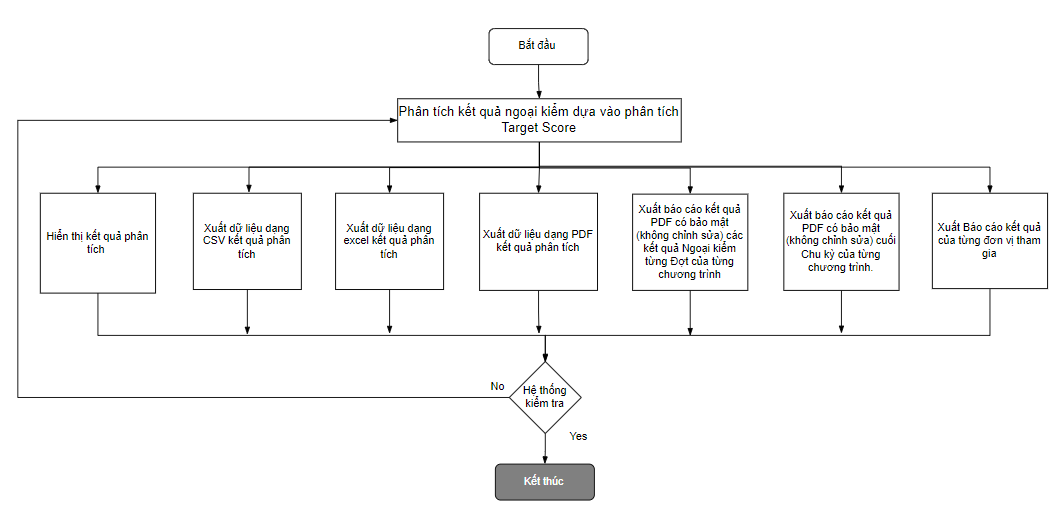 Bắt đầu
Phân tích kết quả ngoại kiểm dựa vào phân tích
Target Score
Hiển thị kết quả phân
tích
Xuất dữ liệu dạng
CSV kết quả phân
tích
Xuất dữ liệu dạng
excel kết quả phân
tích
Xuất dữ liệu dạng PDF
kết quả phân tích
Xuất báo cáo kết quả
PDF có bảo mật
(không chỉnh sửa) các
kết quả Ngoại kiểm
từng Đợt của từng
chương trình
Xuất báo cáo kết quả
PDF có bảo mật
(không chỉnh sửa) cuối
Chu kỳ của từng
chương trình.
Xuất Báo cáo kết quả
của từng đơn vị tham
gia
No
Hệ thống
kiểm tra
Yes
Kết thúc